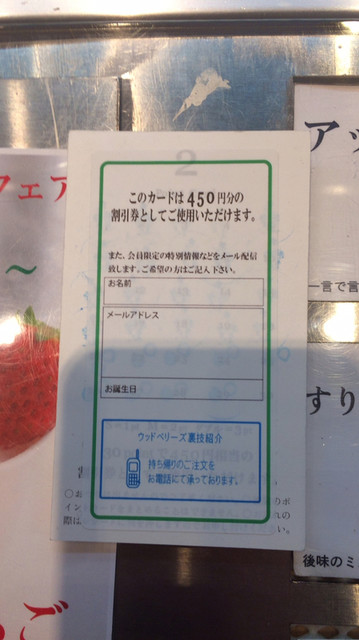 フェア
～
ご
アッ
一言で言
すり
後味のミ
このカードは450円分の
割引券としてご使用いただけます。
また、会員限定の特別情報などをメール配信
致します。ご希望の方はご記入下さい。
お名前
メールアドレス
お誕生日
ウッドベリーズ裏技紹介
持ち帰りのご注文を
お電話にて承っております。